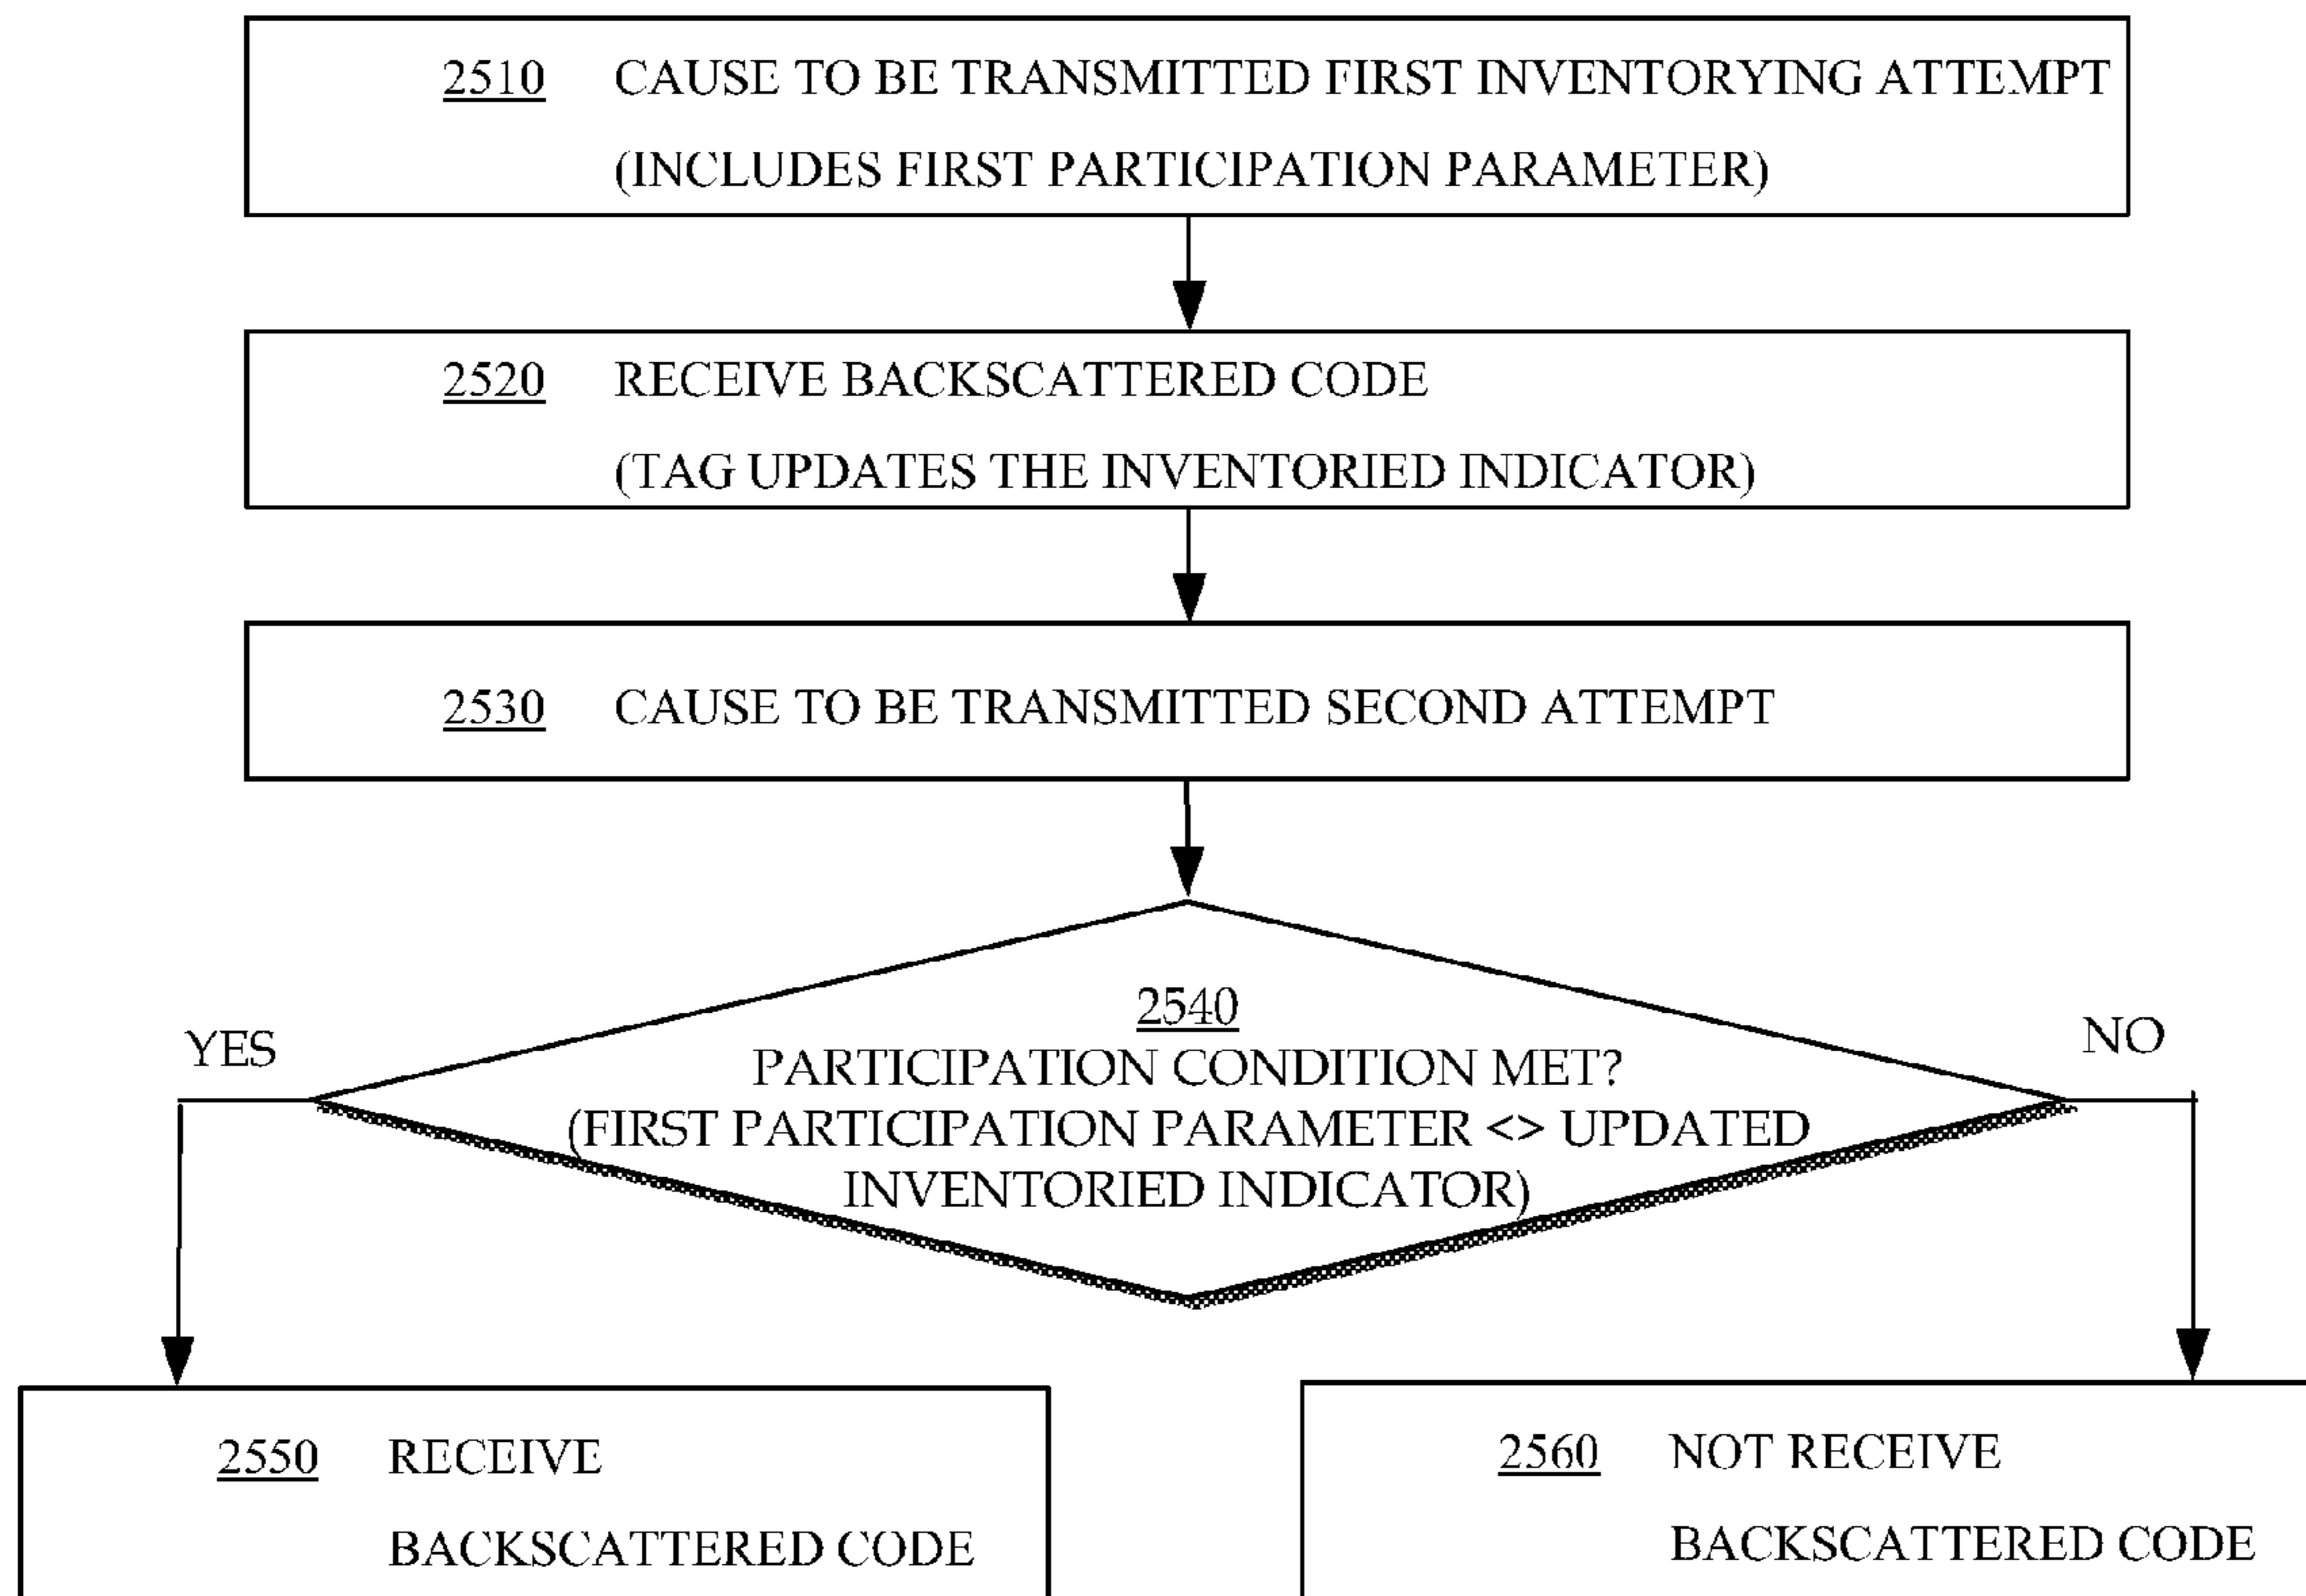 2510 CAUSE TO BE TRANSMITTED FIRST INVENTORYING ATTEMPT
(INCLUDES FIRST PARTICIPATION PARAMETER)
2520 RECEIVE BACKSCATTERED CODE
(TAG UPDATES THE INVENTORIED INDICATOR)
2530 CAUSE TO BE TRANSMITTED SECOND ATTEMPT
2540
PARTICIPATION CONDITION MET?
(FIRST PARTICIPATION PARAMETER <> UPDATED
INVENTORIED INDICATOR)
YES
NO
2550 RECEIVE
BACKSCATTERED CODE
2560 NOT RECEIVE
BACKSCATTERED CODE